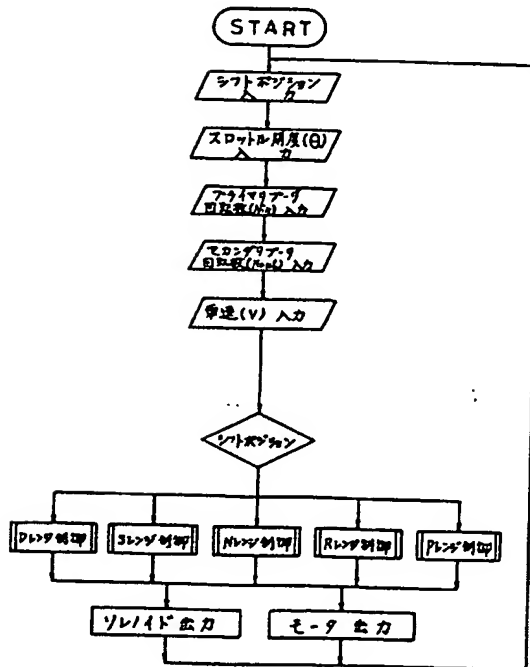 START
シフトポジション
入 力
スロットル開度(θ)
入 力
プライマリプーリ
回転数(Nin) 入力
セカンダリプーリ
回転数(Nout) 入力
車速(V) 入力
シフトポジション
Dレンジ制御
Sレンジ制御
Nレンジ制御
Rレンジ制御
Pレンジ制御
ソレノイド出力
モータ出力